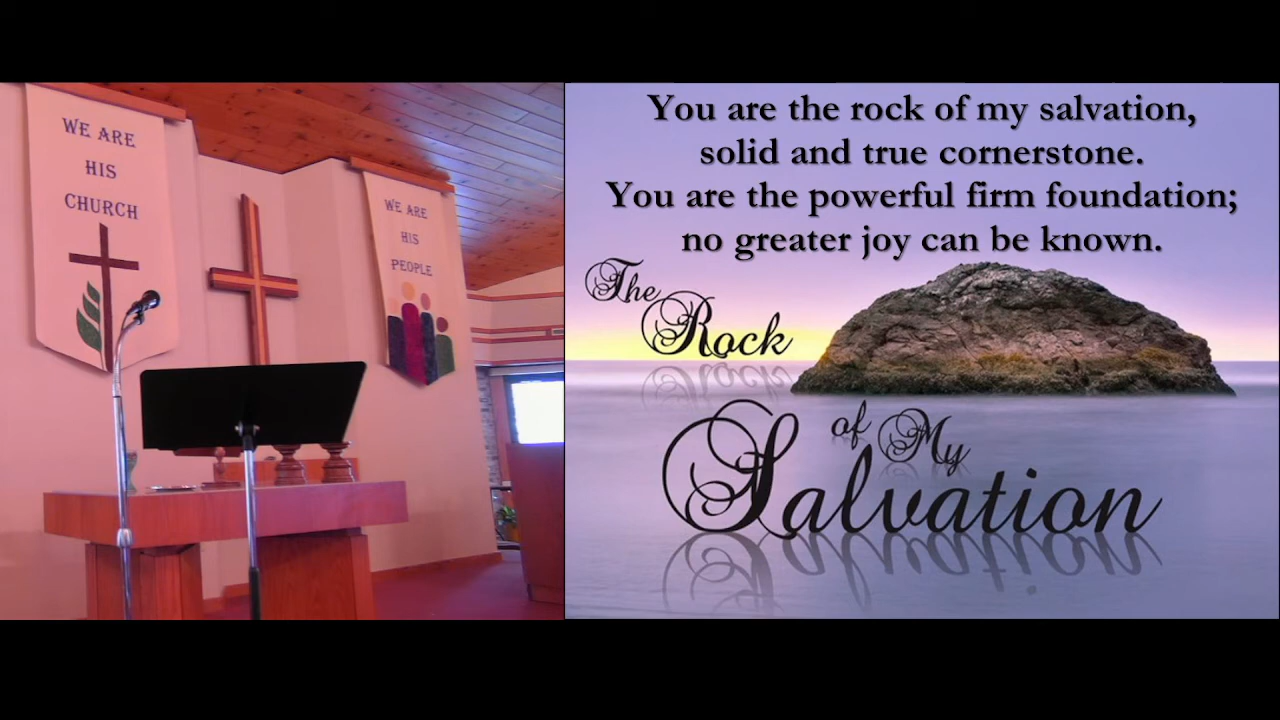 WE ARE
HIS
CHURCH
WE ARE
HIS
PEOPLE
You are the rock of my salvation,
solid and true cornerstone.
You are the powerful firm foundation;
no greater joy can be known.
The
Rock
of My
Salvation